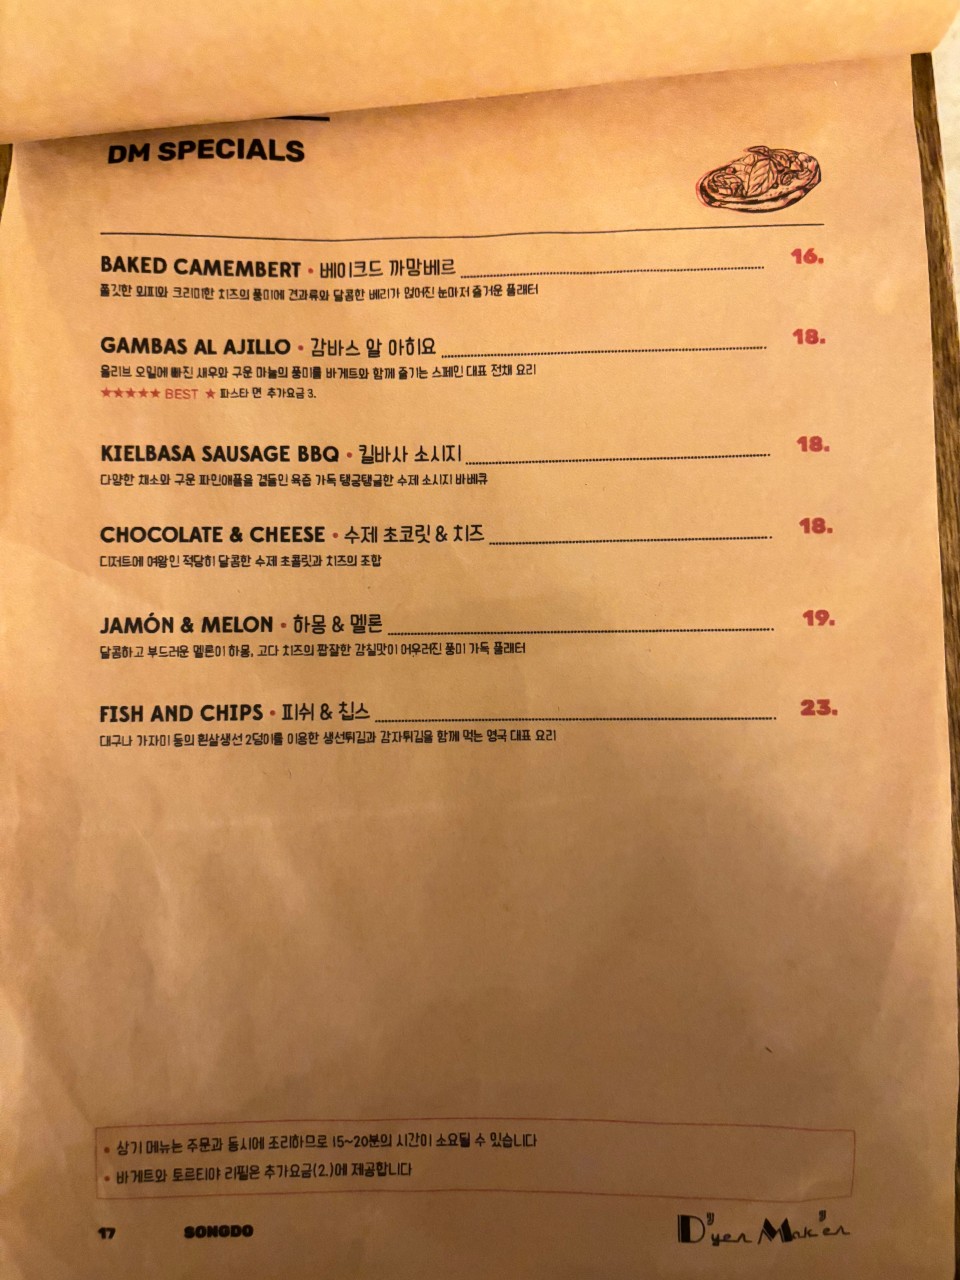 DM SPECIALS
BAKED CAMEMBERT • 베이크드 까망베르 16.
쫄깃한 외피와 크리미한 치즈의 풍미에 견과류와 달콤한 베리가 얹어진 눈마저 즐거운 플래터
GAMBAS AL AJILLO • 감바스 알 아히요 18.
올리브 오일에 빠진 새우와 구운 마늘의 풍미를 바게트와 함께 즐기는 스페인 대표 전채 요리
★★★★★ BEST ★ 파스타 면 추가요금 3.
KIELBASA SAUSAGE BBQ • 킬바사 소시지 18.
다양한 채소와 구운 파인애플을 곁들인 육즙 가득 탱글탱글한 수제 소시지 바베큐
CHOCOLATE & CHEESE • 수제 초코릿 & 치즈 18.
디저트에 여왕인 적당히 달콤한 수제 초콜릿과 치즈의 조합
JAMÓN & MELON • 하몽 & 멜론 19.
달콤하고 부드러운 멜론이 하몽, 고다 치즈의 짭짤한 감칠맛이 어우러진 풍미 가득 플래터
FISH AND CHIPS • 피쉬 & 칩스 23.
대구나 가자미 등의 흰살생선 2덩이를 이용한 생선튀김과 감자튀김을 함께 먹는 영국 대표 요리
• 상기 메뉴는 주문과 동시에 조리하므로 15~20분의 시간이 소요될 수 있습니다
• 바게트와 토르티야 리필은 추가요금(2.)에 제공합니다
17 SONGDO D'yer Mak'er